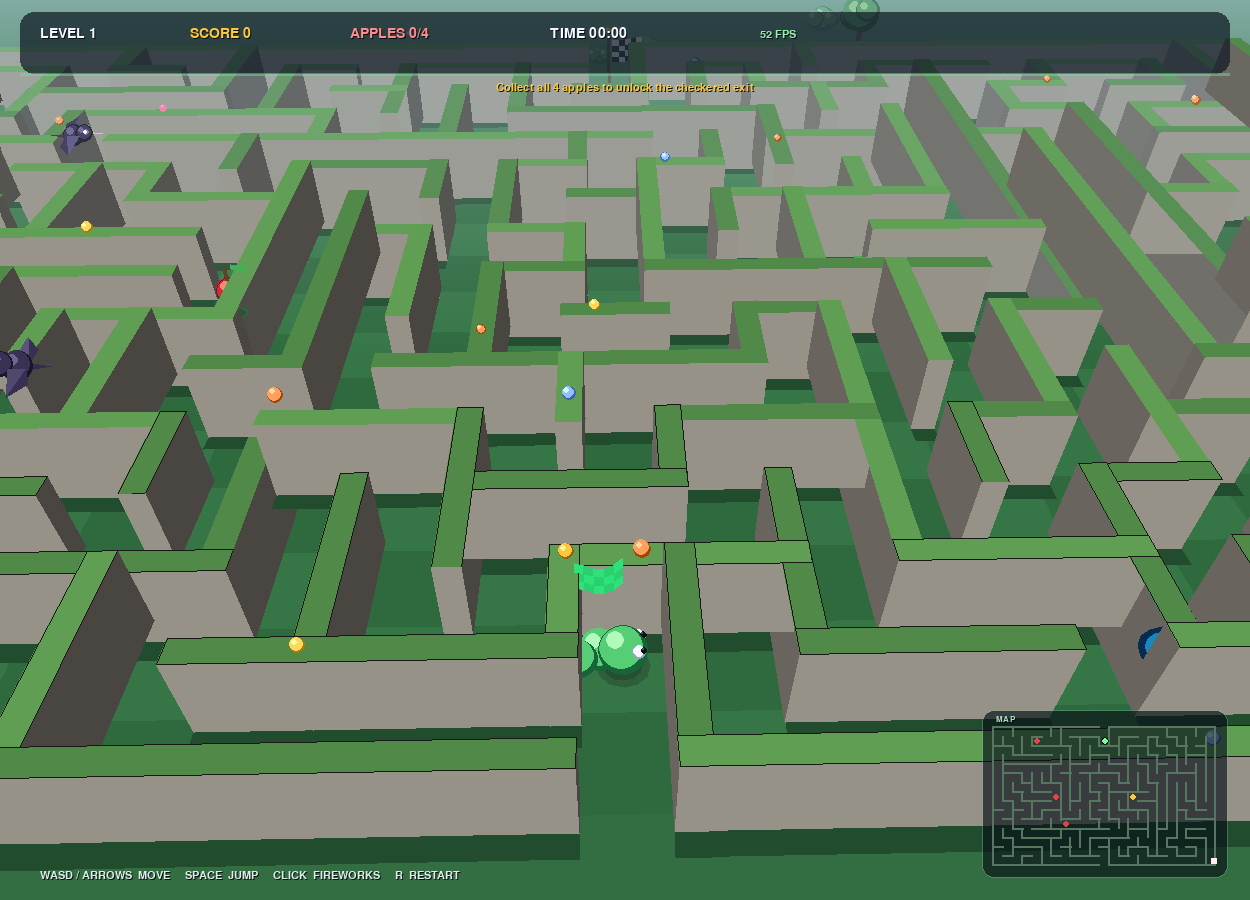 LEVEL 1 SCORE 0 APPLES 0/4 TIME 00:00 52 FPS
Collect all 4 apples to unlock the checkered exit
MAP
WASD / ARROWS MOVE SPACE JUMP CLICK FIREWORKS R RESTART